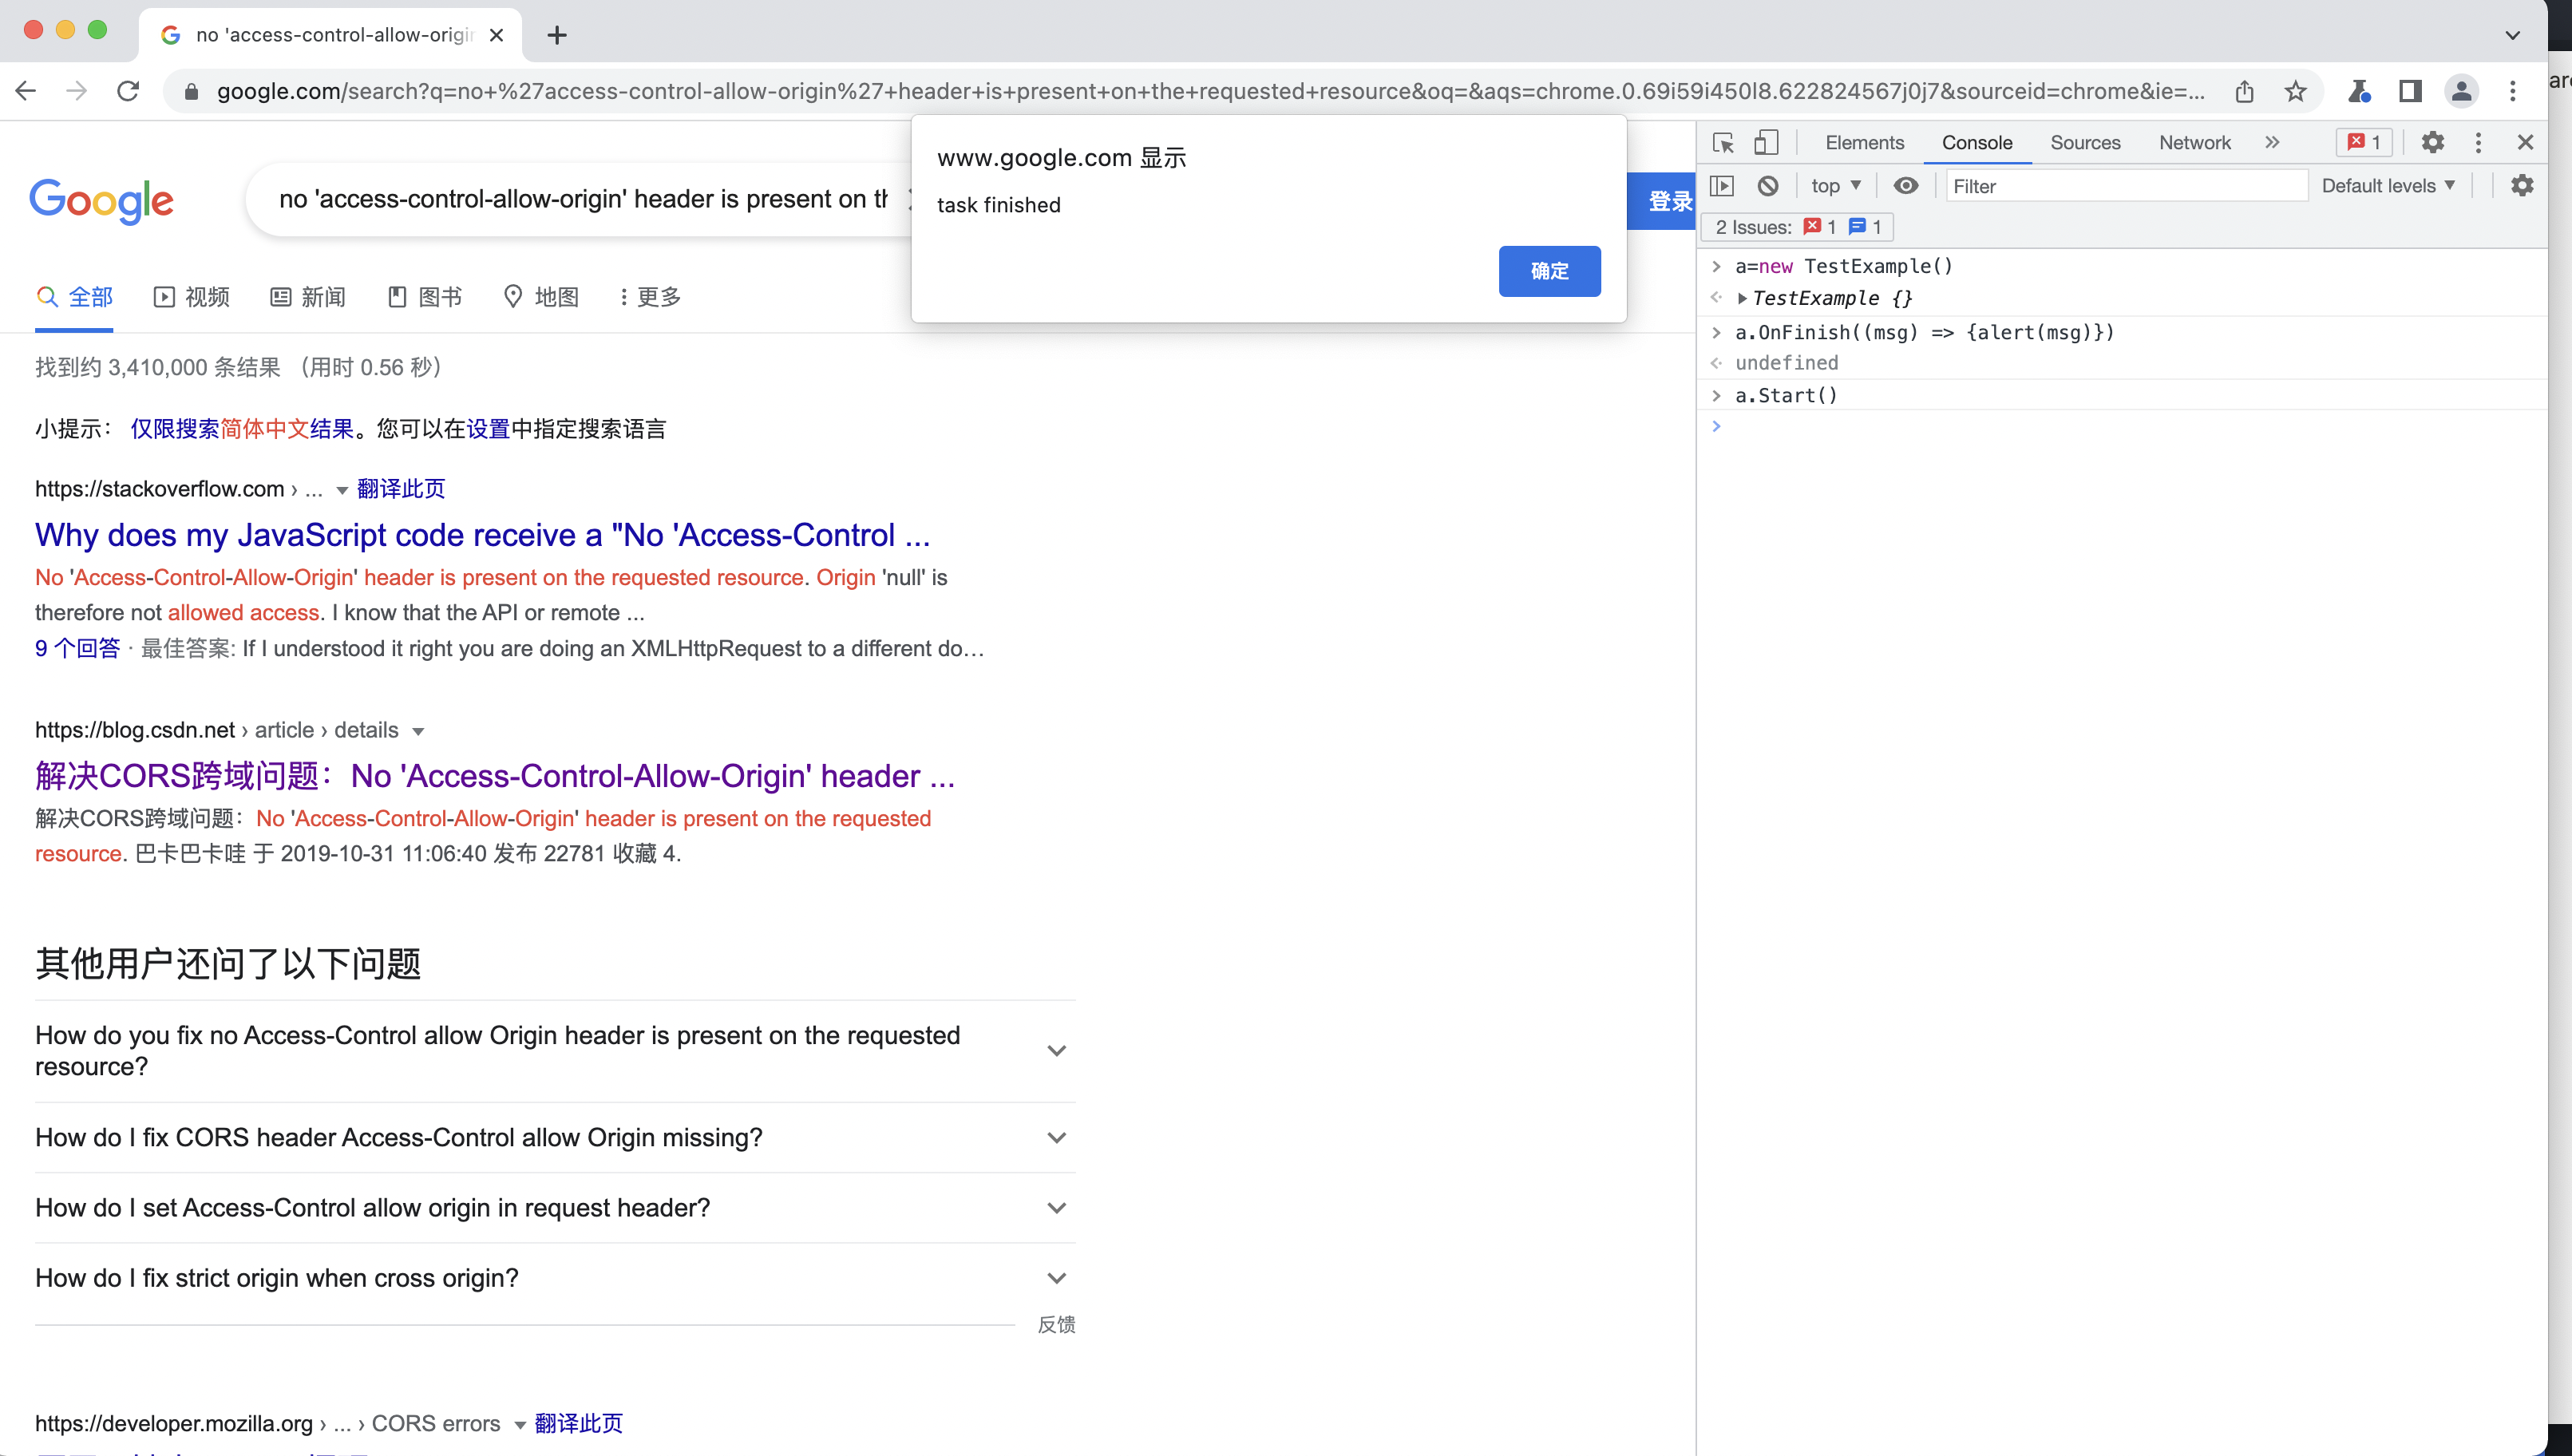 no 'access-control-allow-origin
google.com/search?q=no+%27access-control-allow-origin%27+header+is+present+on+the+requested+resource&oq=&aqs=chrome.0.69i59i450l8.622824567j0j7&sourceid=chrome&ie=...
Google
no 'access-control-allow-origin' header is present on th
登录
www.google.com 显示
task finished
确定
全部 视频 新闻 图书 地图 更多
找到约 3,410,000 条结果 （用时 0.56 秒）
小提示： 仅限搜索简体中文结果。您可以在设置中指定搜索语言
https://stackoverflow.com › ... 翻译此页
Why does my JavaScript code receive a "No 'Access-Control ...
No 'Access-Control-Allow-Origin' header is present on the requested resource. Origin 'null' is
therefore not allowed access. I know that the API or remote ...
9 个回答 · 最佳答案: If I understood it right you are doing an XMLHttpRequest to a different do...
https://blog.csdn.net › article › details
解决CORS跨域问题：No 'Access-Control-Allow-Origin' header ...
解决CORS跨域问题：No 'Access-Control-Allow-Origin' header is present on the requested
resource. 巴卡巴卡哇 于 2019-10-31 11:06:40 发布 22781 收藏 4.
其他用户还问了以下问题
How do you fix no Access-Control allow Origin header is present on the requested
resource?
How do I fix CORS header Access-Control allow Origin missing?
How do I set Access-Control allow origin in request header?
How do I fix strict origin when cross origin?
反馈
https://developer.mozilla.org › ... › CORS errors 翻译此页
Elements Console Sources Network 1
top Filter Default levels
2 Issues: 1 1
a=new TestExample()
TestExample {}
a.OnFinish((msg) => {alert(msg)})
undefined
a.Start()